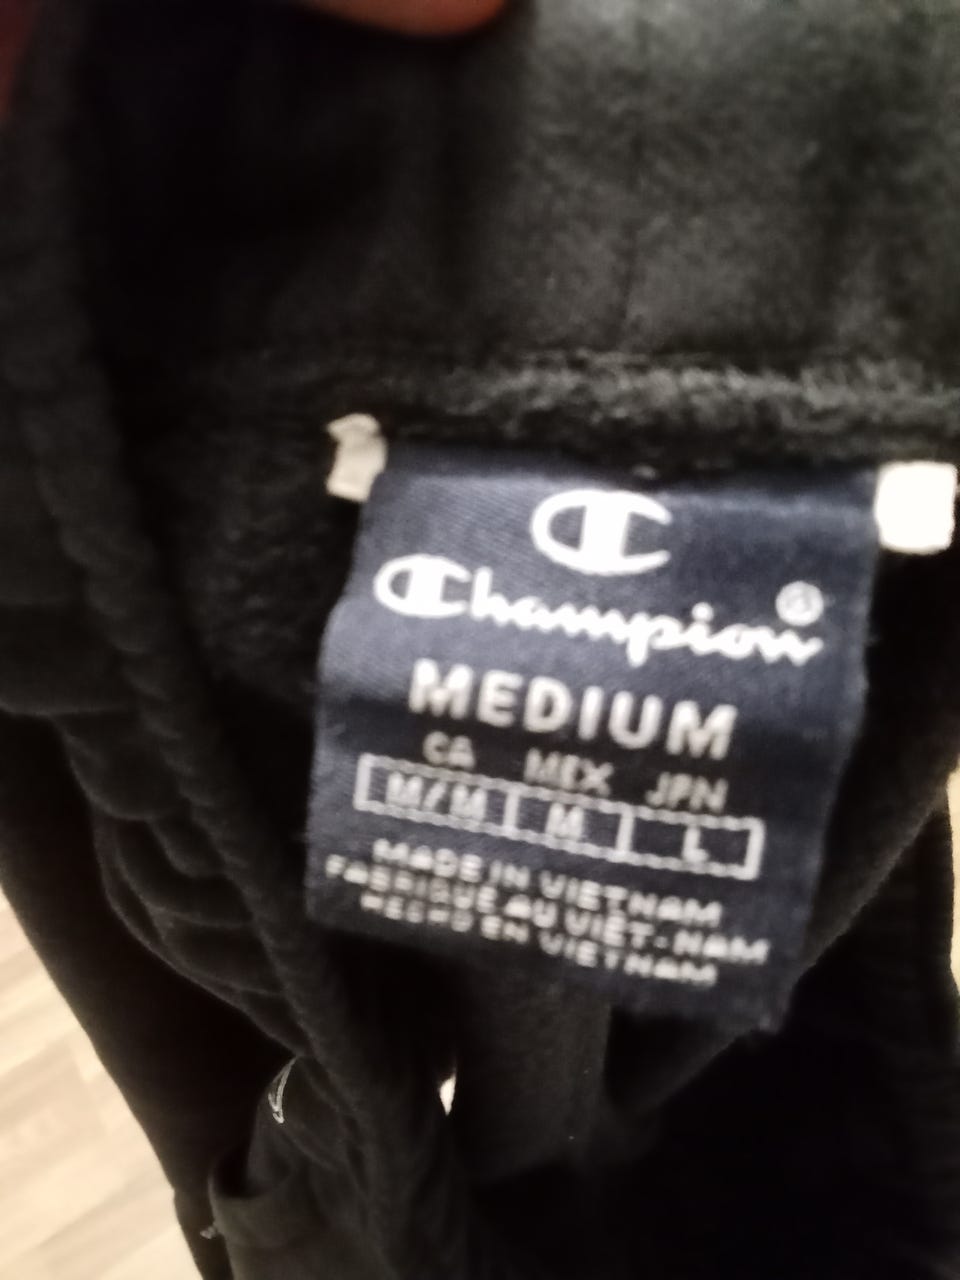 C
Champion®
MEDIUM
CA MEX JPN
M/M M L
MADE IN VIETNAM
FABRIQUÉ AU VIÊT-NAM
HECHO EN VIETNAM